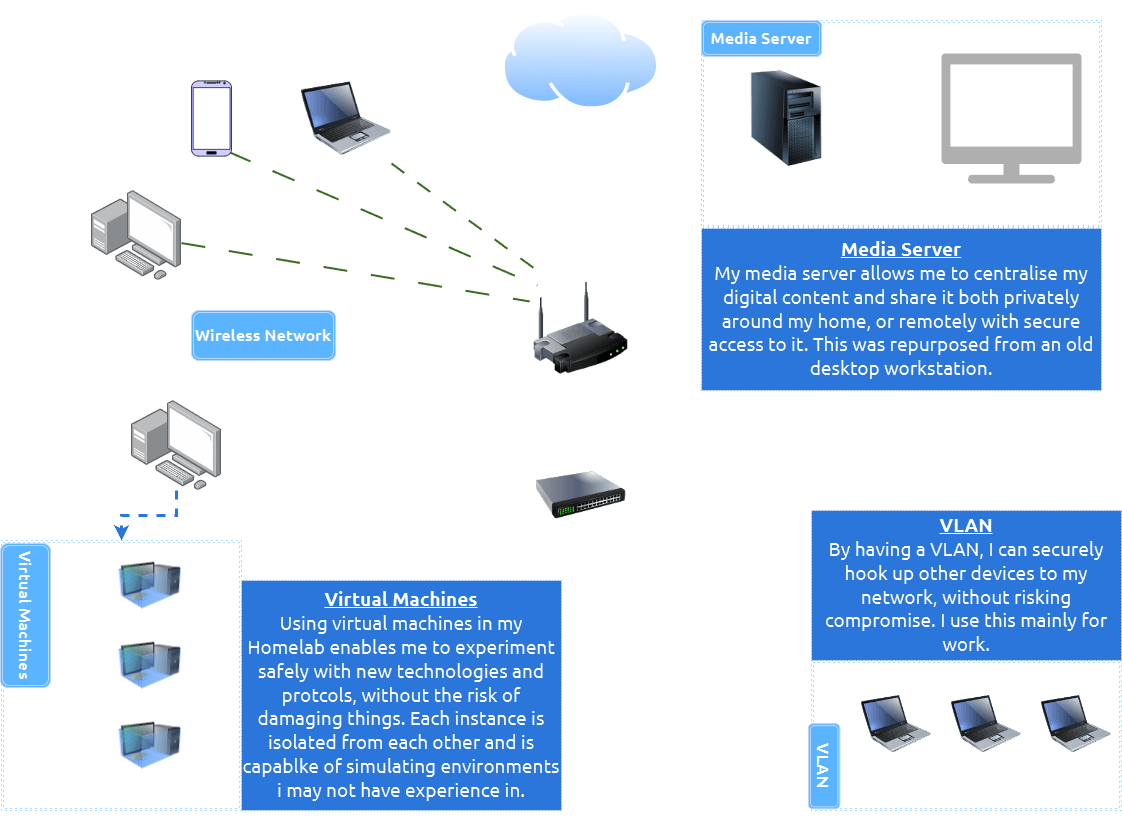 Media Server
Media Server
My media server allows me to centralise my
digital content and share it both privately
around my home, or remotely with secure
access to it. This was repurposed from an old
desktop workstation.
Wireless Network
VLAN
By having a VLAN, I can securely
hook up other devices to my
network, without risking
compromise. I use this mainly for
work.
Virtual Machines
Virtual Machines
Using virtual machines in my
Homelab enables me to experiment
safely with new technologies and
protcols, without the risk of
damaging things. Each instance is
isolated from each other and is
capablke of simulating environments
i may not have experience in.
VLAN